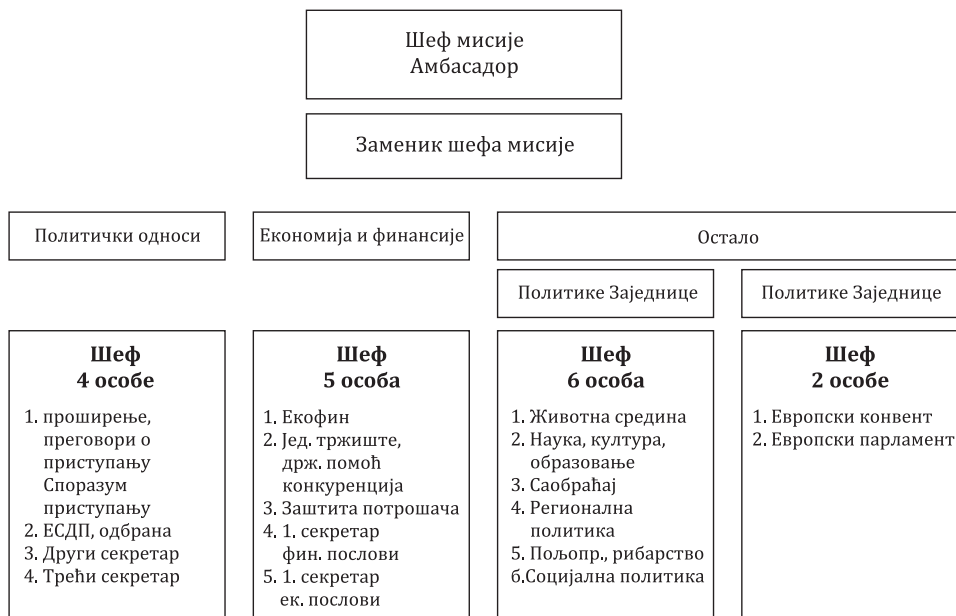 Шеф мисије
Амбасадор
Заменик шефа мисије
Политички односи
Економија и финансије
Остало
Политике Заједнице
Политике Заједнице
Шеф
4 особе
1. проширење,
преговори о
приступању
Споразум
приступању
2. ЕСДП, одбрана
3. Други секретар
4. Трећи секретар
Шеф
5 особа
1. Екофин
2. Јед. тржиште,
држ. помоћ
конкуренција
3. Заштита потрошача
4. 1. секретар
фин. послови
5. 1. секретар
ек. послови
Шеф
6 особа
1. Животна средина
2. Наука, култура,
образовање
3. Саобраћај
4. Регионална
политика
5. Пољопр., рибарство
б.Социјална политика
Шеф
2 особе
1. Европски конвент
2. Европски парламент